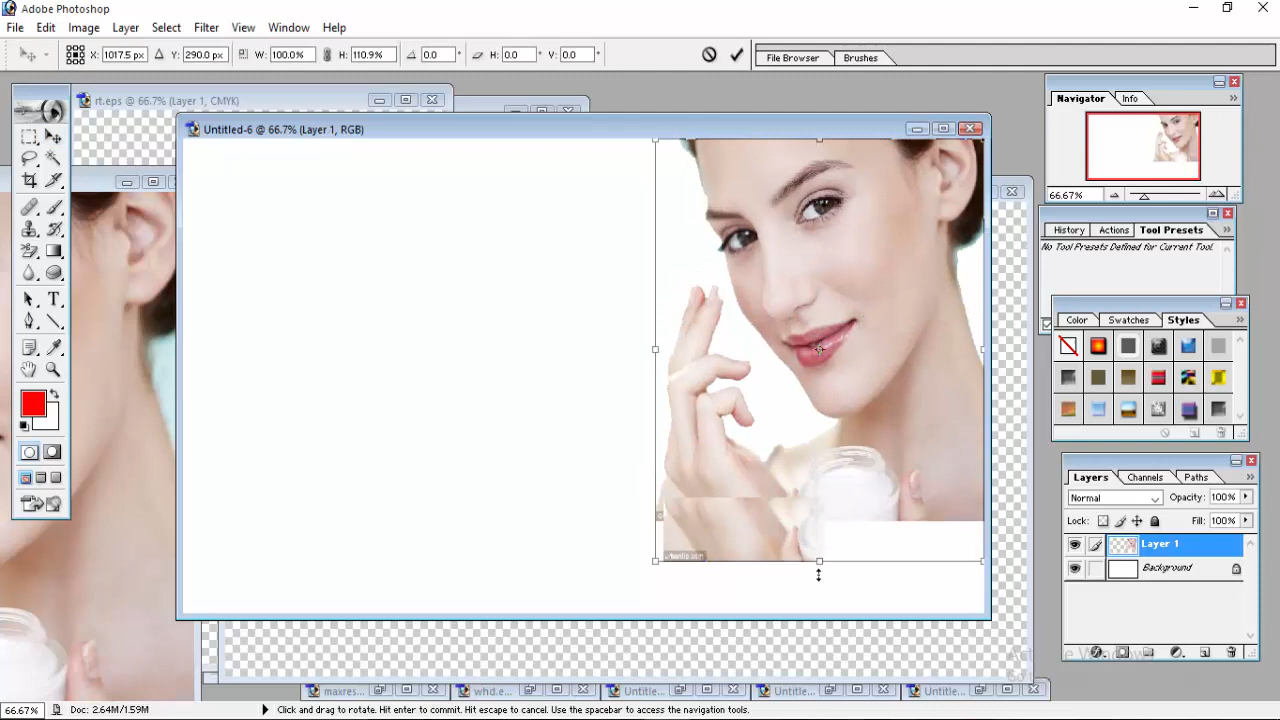 Adobe Photoshop
File Edit Image Layer Select Filter View Window Help
X: 1017.5 px Y: 290.0 px W: 100.0% H: 110.9% 0.0 ° H: 0.0 ° V: 0.0 °
File Browser Brushes
rt.eps @ 66.7% (Layer 1, CMYK)
Untitled-6 @ 66.7% (Layer 1, RGB)
Navigator Info
66.67%
History Actions Tool Presets
No Tool Presets Defined for Current Tool.
Color Swatches Styles
Layers Channels Paths
Normal Opacity: 100%
Lock: Fill: 100%
Layer 1
Background
maxres... whd.e... Untitle... Untitle... Untitle...
66.67% Doc: 2.64M/1.59M Click and drag to rotate. Hit enter to commit. Hit escape to cancel. Use the spacebar to access the navigation tools.